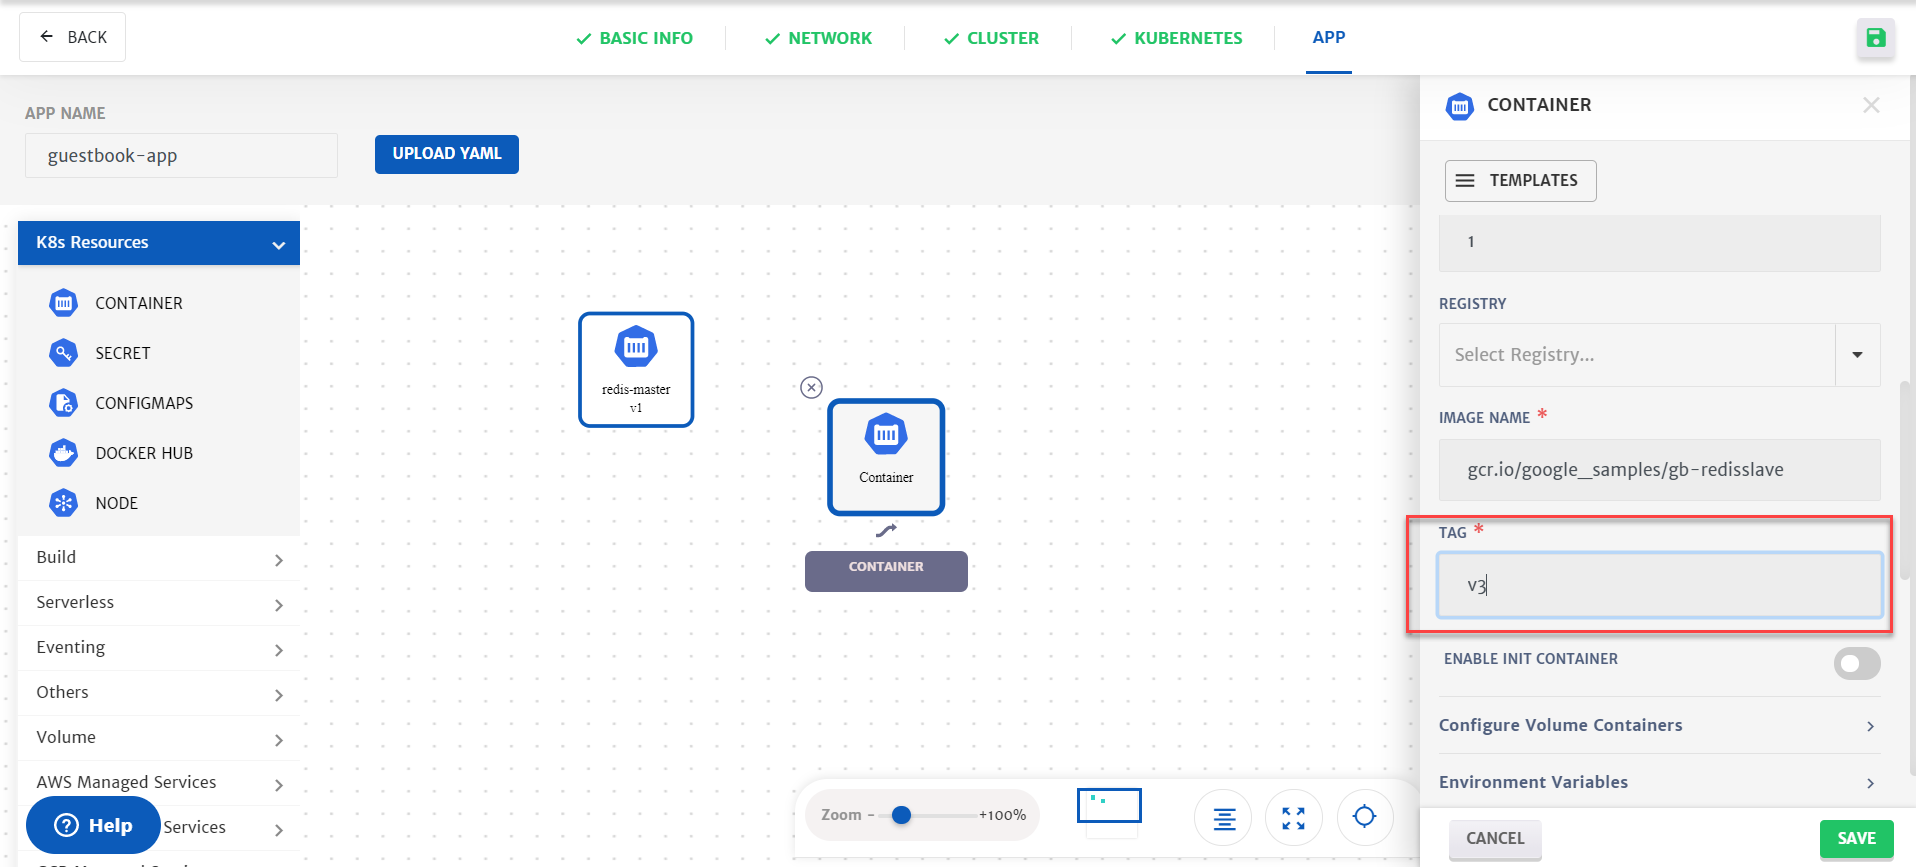 BACK
BASIC INFO
NETWORK
CLUSTER
KUBERNETES
APP
APP NAME
guestbook-app
UPLOAD YAML
K8s Resources
CONTAINER
SECRET
CONFIGMAPS
DOCKER HUB
NODE
Build
Serverless
Eventing
Others
Volume
AWS Managed Services
Services
Help
redis-master
v1
Container
CONTAINER
Zoom - +100%
CONTAINER
TEMPLATES
1
REGISTRY
Select Registry...
IMAGE NAME *
gcr.io/google_samples/gb-redisslave
TAG *
v3
ENABLE INIT CONTAINER
Configure Volume Containers
Environment Variables
CANCEL
SAVE